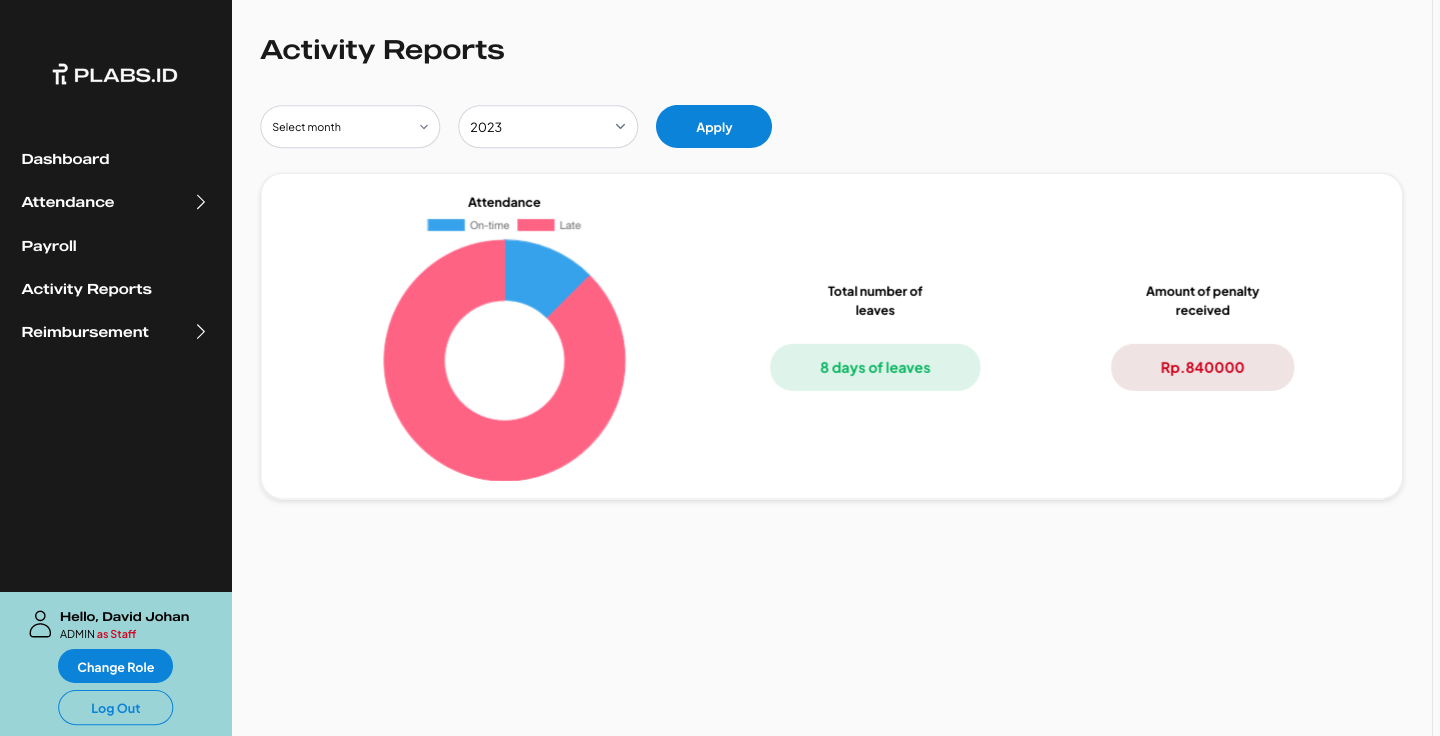 PLABS.ID
Dashboard
Attendance
Payroll
Activity Reports
Reimbursement
Hello, David Johan
ADMIN as Staff
Change Role
Log Out
Activity Reports
Select month
2023
Apply
Attendance
On-time
Late
Total number of
leaves
8 days of leaves
Amount of penalty
received
Rp.840000